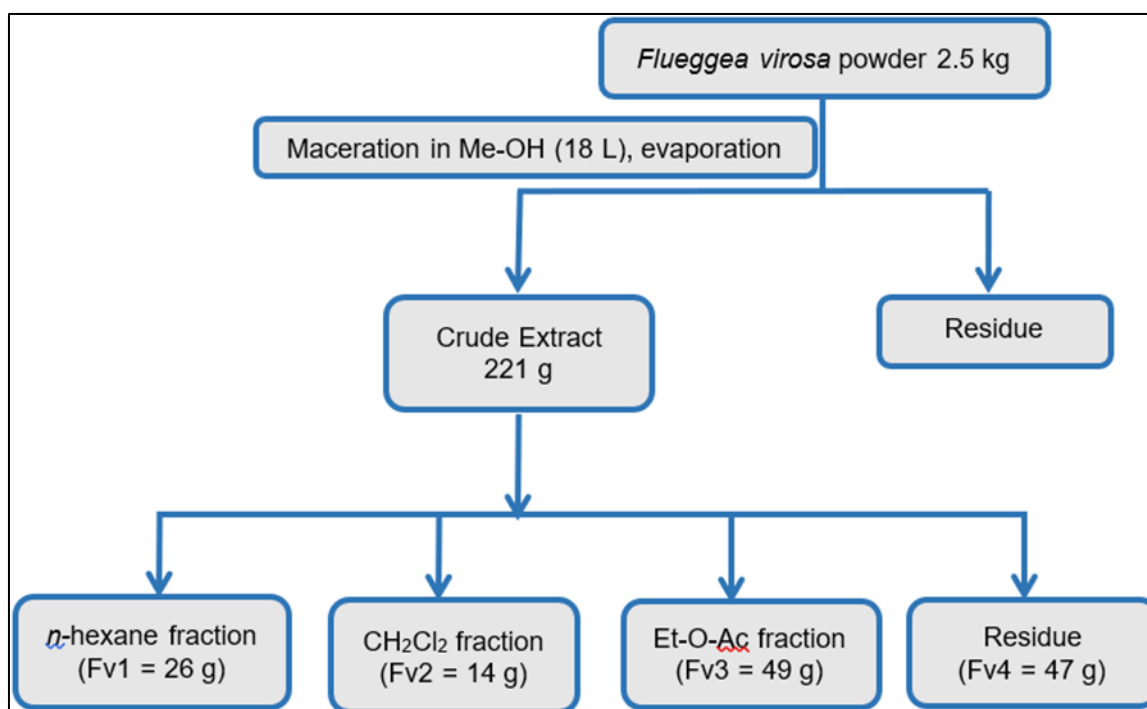 Flueggea virosa powder 2.5 kg
Maceration in Me-OH (18 L), evaporation
Crude Extract
221 g
Residue
n-hexane fraction
(Fv1 = 26 g)
CH₂Cl₂ fraction
(Fv2 = 14 g)
Et-O-Ac fraction
(Fv3 = 49 g)
Residue
(Fv4 = 47 g)